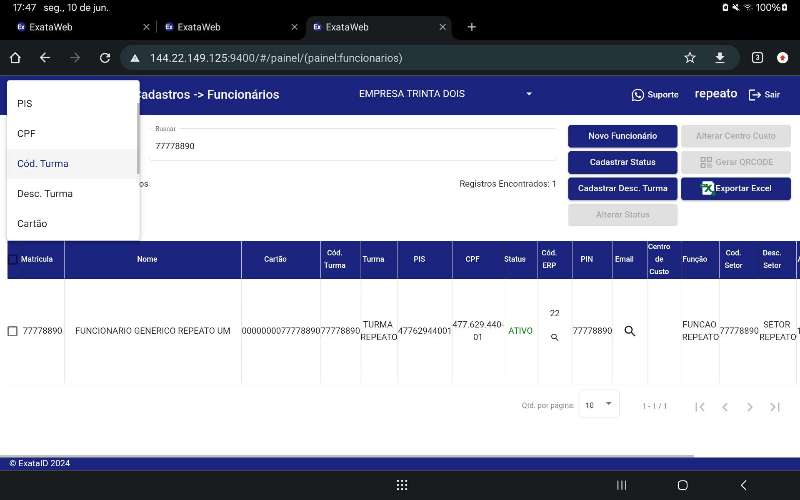 17:47 seg., 10 de jun.
100%
ExataWeb
ExataWeb
ExataWeb
144.22.149.125:9400/#/painel/(painel:funcionarios)
3
Cadastros -> Funcionários
EMPRESA TRINTA DOIS
Suporte
repeato
Sair
PIS
CPF
Cód. Turma
Desc. Turma
Cartão
Buscar
77778890
Registros Encontrados: 1
Novo Funcionário
Alterar Centro Custo
Cadastrar Status
Gerar QRCODE
Cadastrar Desc. Turma
Exportar Excel
Alterar Status
Matricula Nome Cartão Cód. Turma Turma PIS CPF Status Cód. ERP PIN Email Centro de Custo Função Cod. Setor Desc. Setor
77778890 FUNCIONARIO GENERICO REPEATO UM 00000000077778890 77778890 TURMA REPEATO 47762944001 477.629.440-01 ATIVO 22 77778890 FUNCAO REPEATO 77778890 SETOR REPEATO
Qtd. por página: 10 1 - 1 / 1
© ExataID 2024